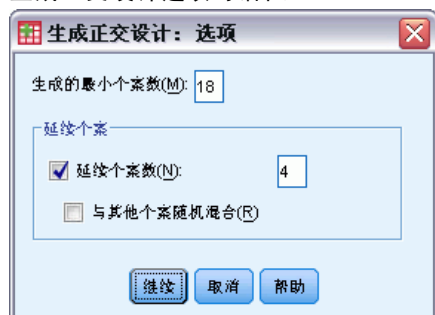 生成正交设计：选项
生成的最小个案数(M): 18
延续个案
延续个案数(N): 4
与其他个案随机混合(R)
继续 取消 帮助